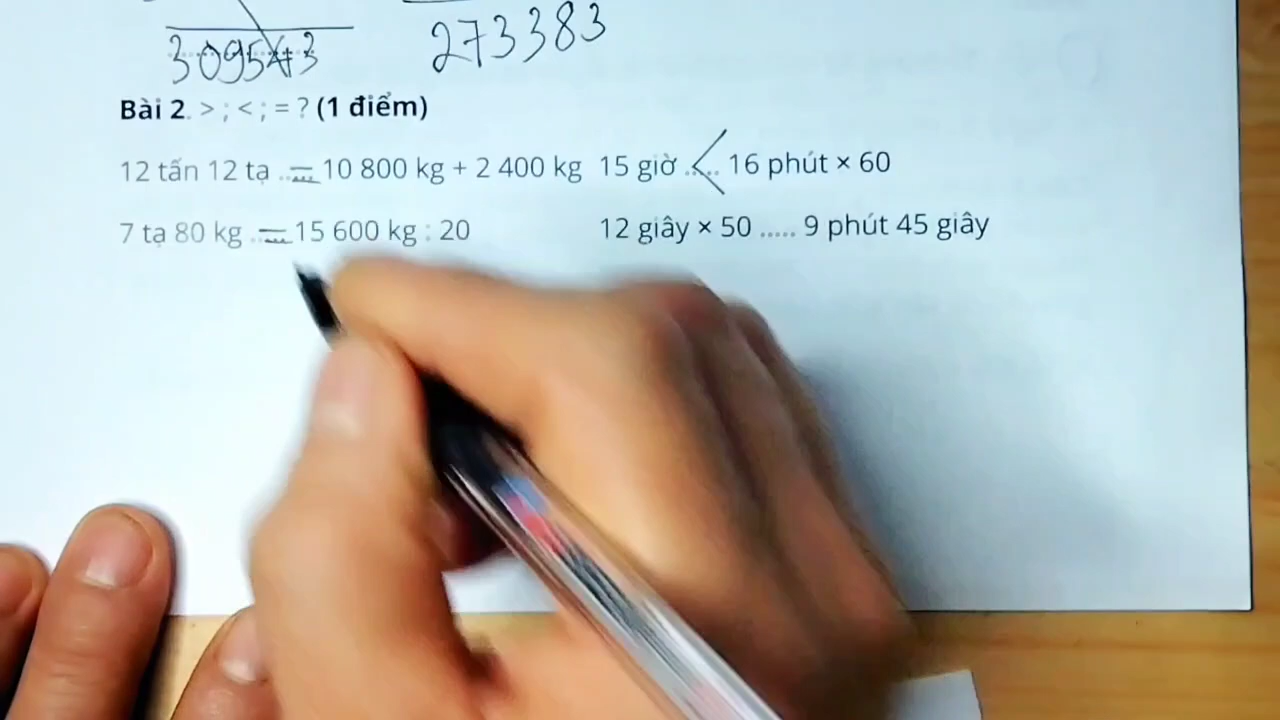 309543 273383
Bài 2. > ; < ; = ? (1 điểm)
12 tấn 12 tạ ..=... 10 800 kg + 2 400 kg 15 giờ ..<.. 16 phút × 60
7 tạ 80 kg ..=... 15 600 kg : 20 12 giây × 50 ..... 9 phút 45 giây